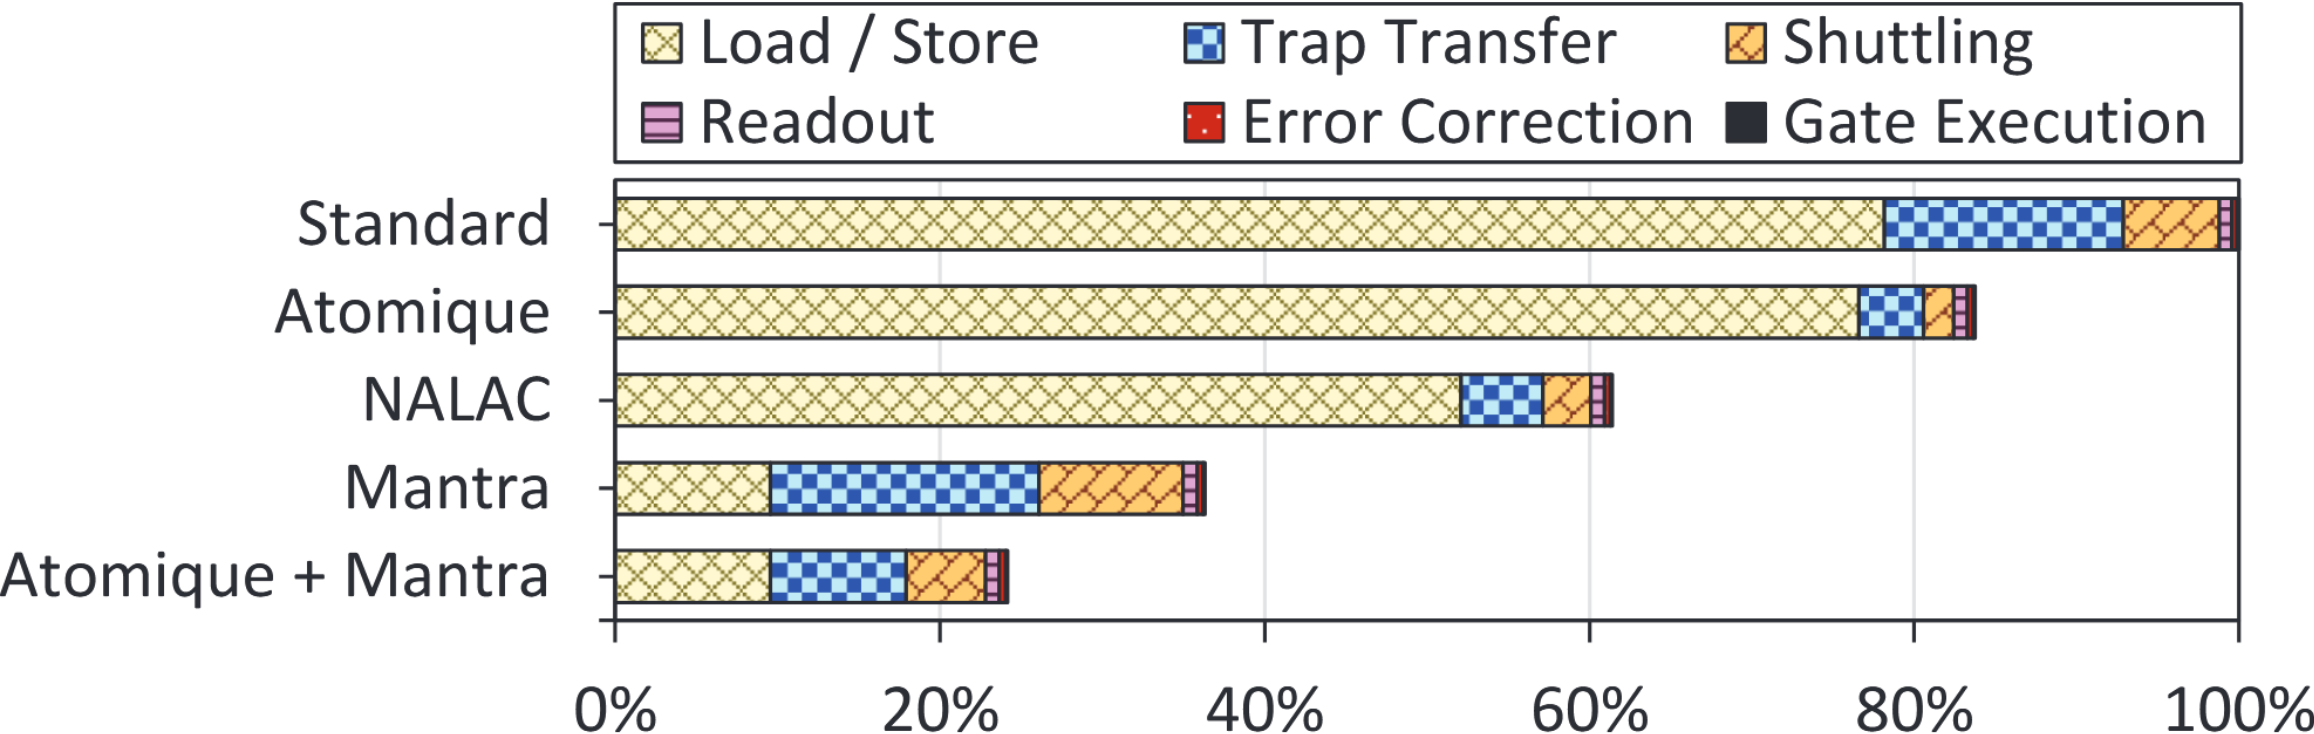 Load / Store Trap Transfer Shuttling
Readout Error Correction Gate Execution
Standard
Atomique
NALAC
Mantra
Atomique + Mantra
0% 20% 40% 60% 80% 100%